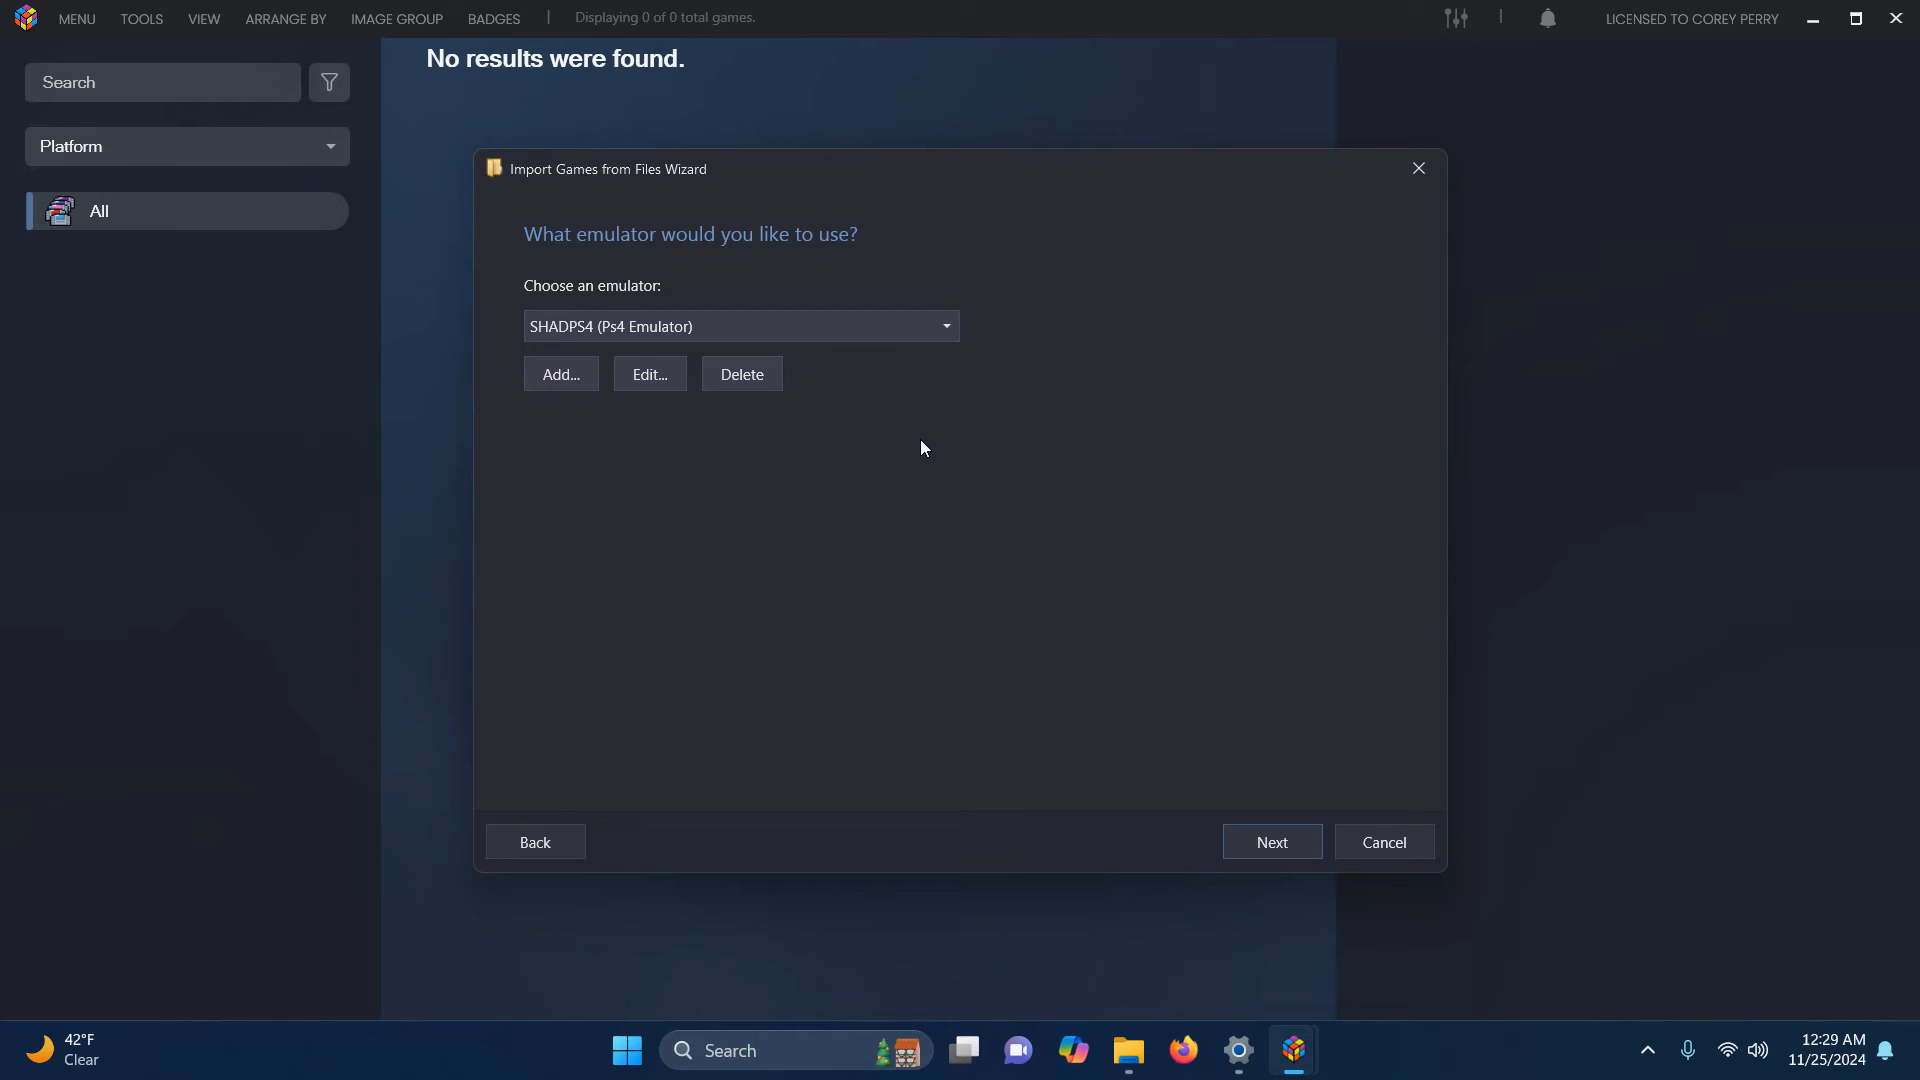 MENU TOOLS VIEW ARRANGE BY IMAGE GROUP BADGES Displaying 0 of 0 total games. LICENSED TO COREY PERRY
Search
No results were found.
Platform
All
Import Games from Files Wizard
What emulator would you like to use?
Choose an emulator:
SHADPS4 (Ps4 Emulator)
Add... Edit... Delete
Back Next Cancel
42°F
Clear
Search
12:29 AM
11/25/2024